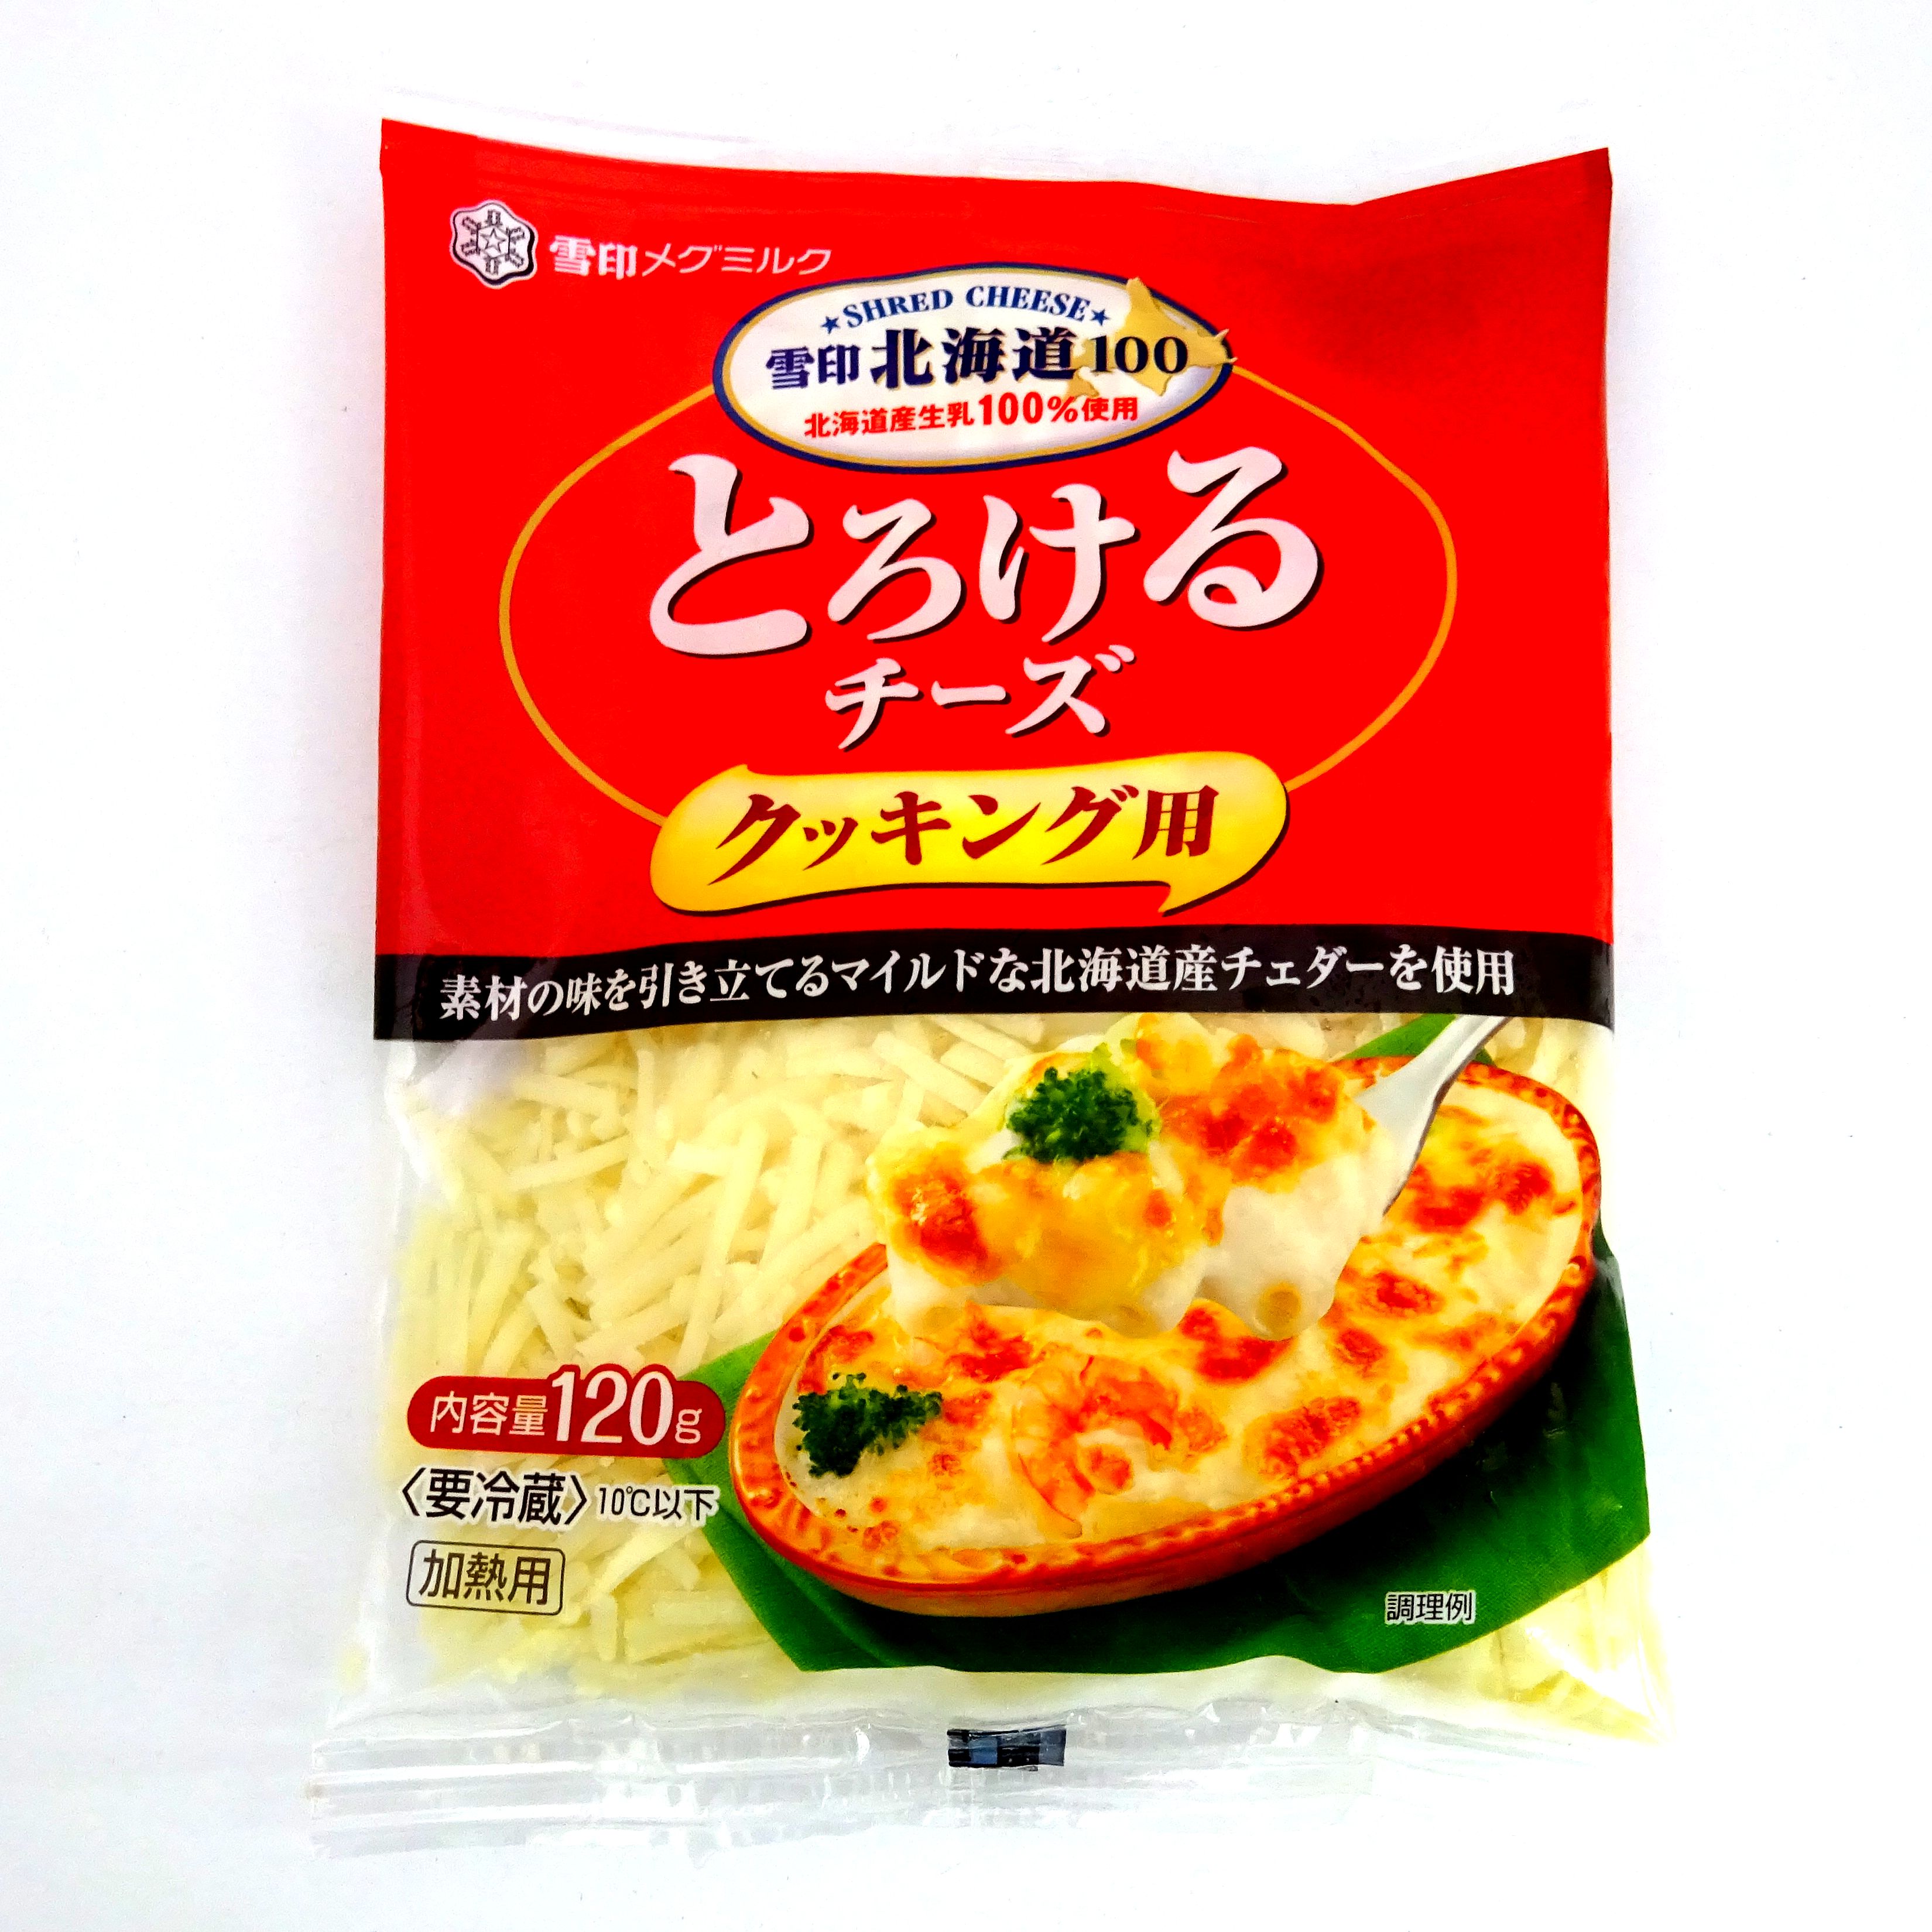 雪印メグミルク
★SHRED CHEESE★
雪印北海道100
北海道産生乳100%使用
とろける
チーズ
クッキング用
素材の味を引き立てるマイルドな北海道産チェダーを使用
内容量120g
〈要冷蔵〉10℃以下
加熱用
調理例